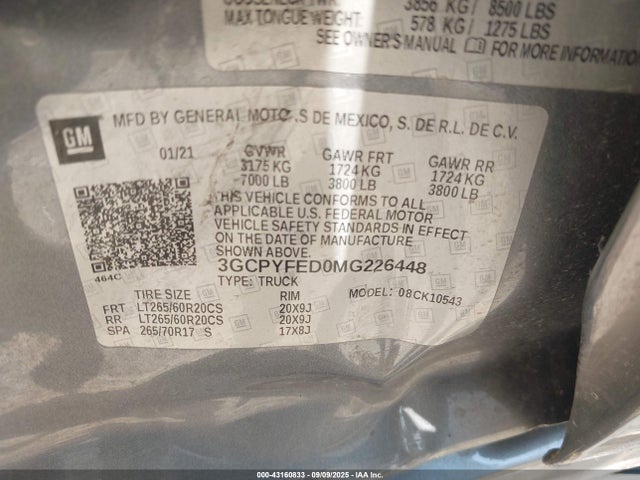 3856 KG / 8500 LBS
MAX TONGUE WEIGHT: 578 KG / 1275 LBS
SEE OWNER'S MANUAL FOR MORE INFORMATION
GM
MFD BY GENERAL MOTO .S DE MEXICO, S. DE R.L. DE C.V.
01/21 GVWR GAWR FRT GAWR RR
3175 KG 1724 KG 1724 KG
7000 LB 3800 LB 3800 LB
THIS VEHICLE CONFORMS TO ALL
APPLICABLE U.S. FEDERAL MOTOR
VEHICLE SAFETY STANDARDS IN EFFECT
ON THE DATE OF MANUFACTURE
SHOWN ABOVE.
3GCPYFED0MG226448
464C TYPE: TRUCK MODEL: 08CK10543
TIRE SIZE RIM
FRT LT265/60R20CS 20X9J
RR LT265/60R20CS 20X9J
SPA 265/70R17 S 17X8J
000-43160833 - 09/09/2025 - IAA Inc.